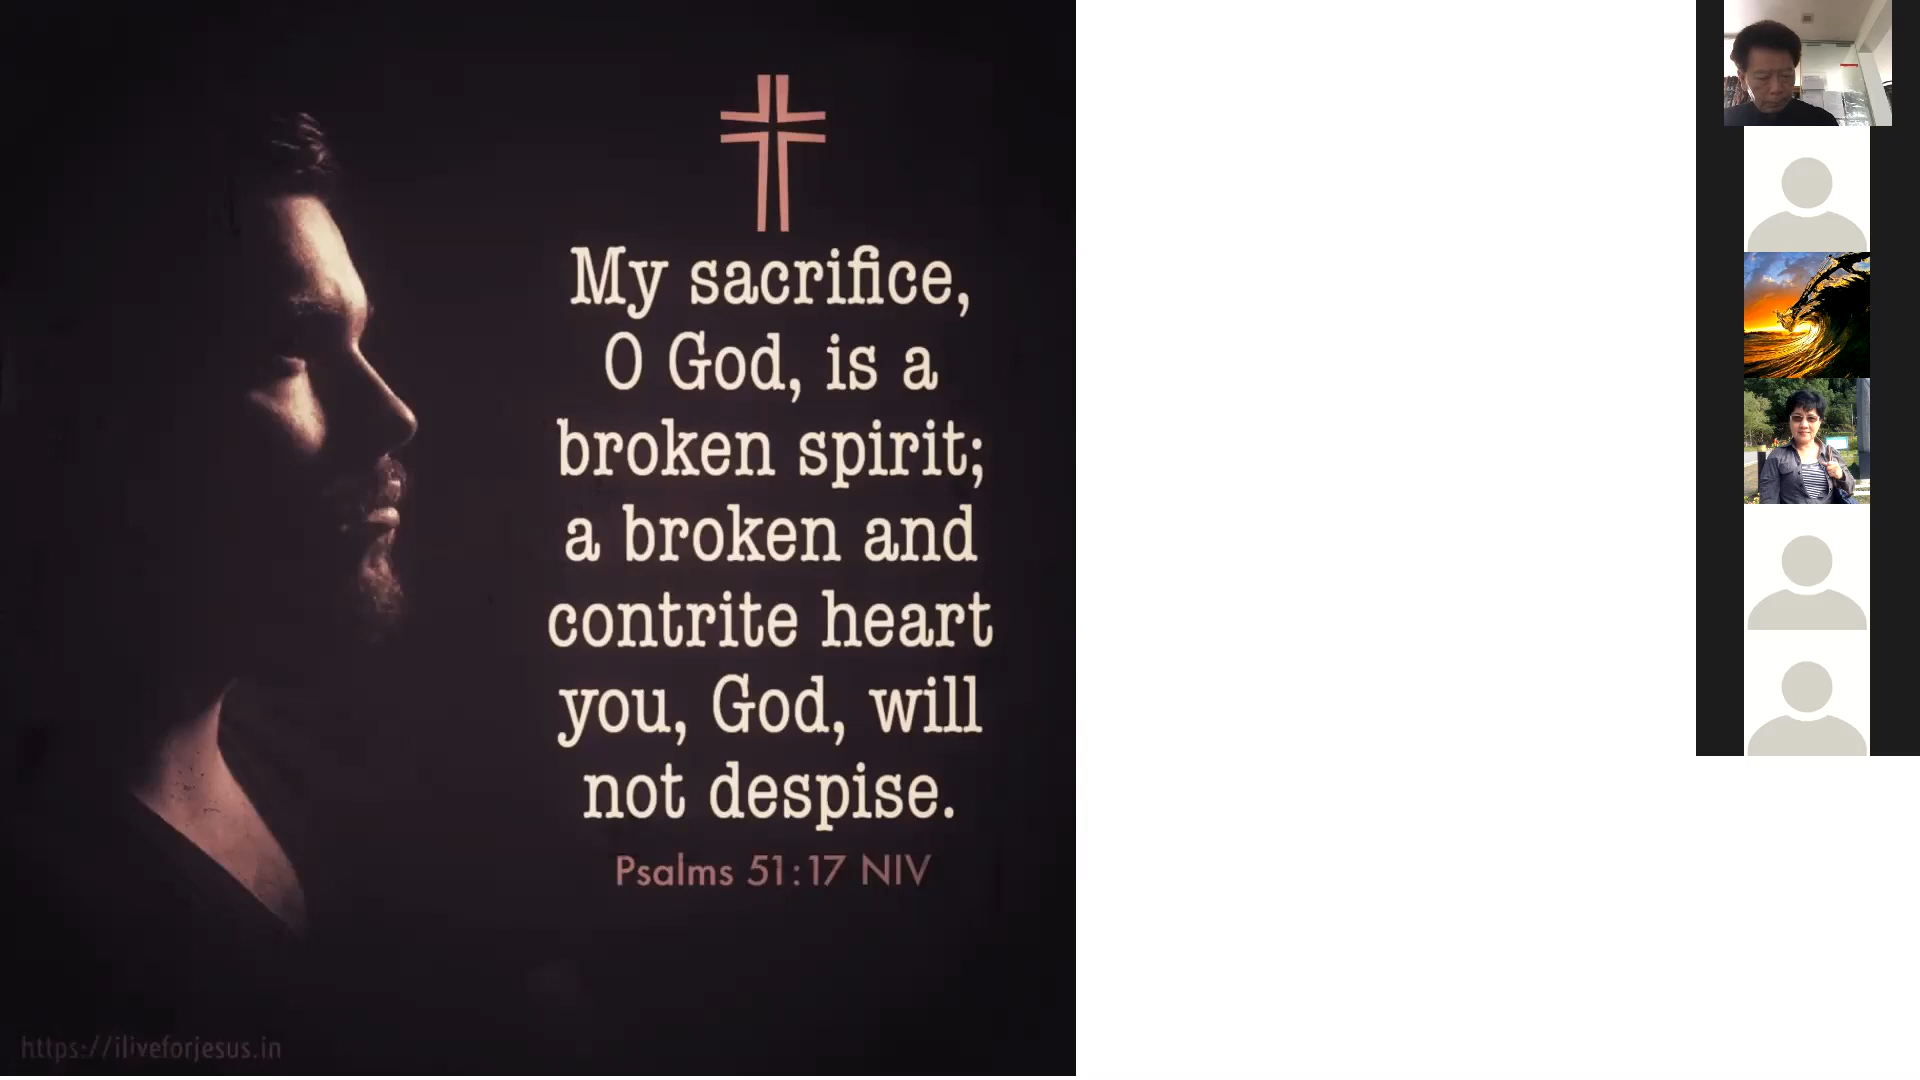 My sacrifice,
O God, is a
broken spirit;
a broken and
contrite heart
you, God, will
not despise.
Psalms 51:17 NIV
https://iliveforjesus.in